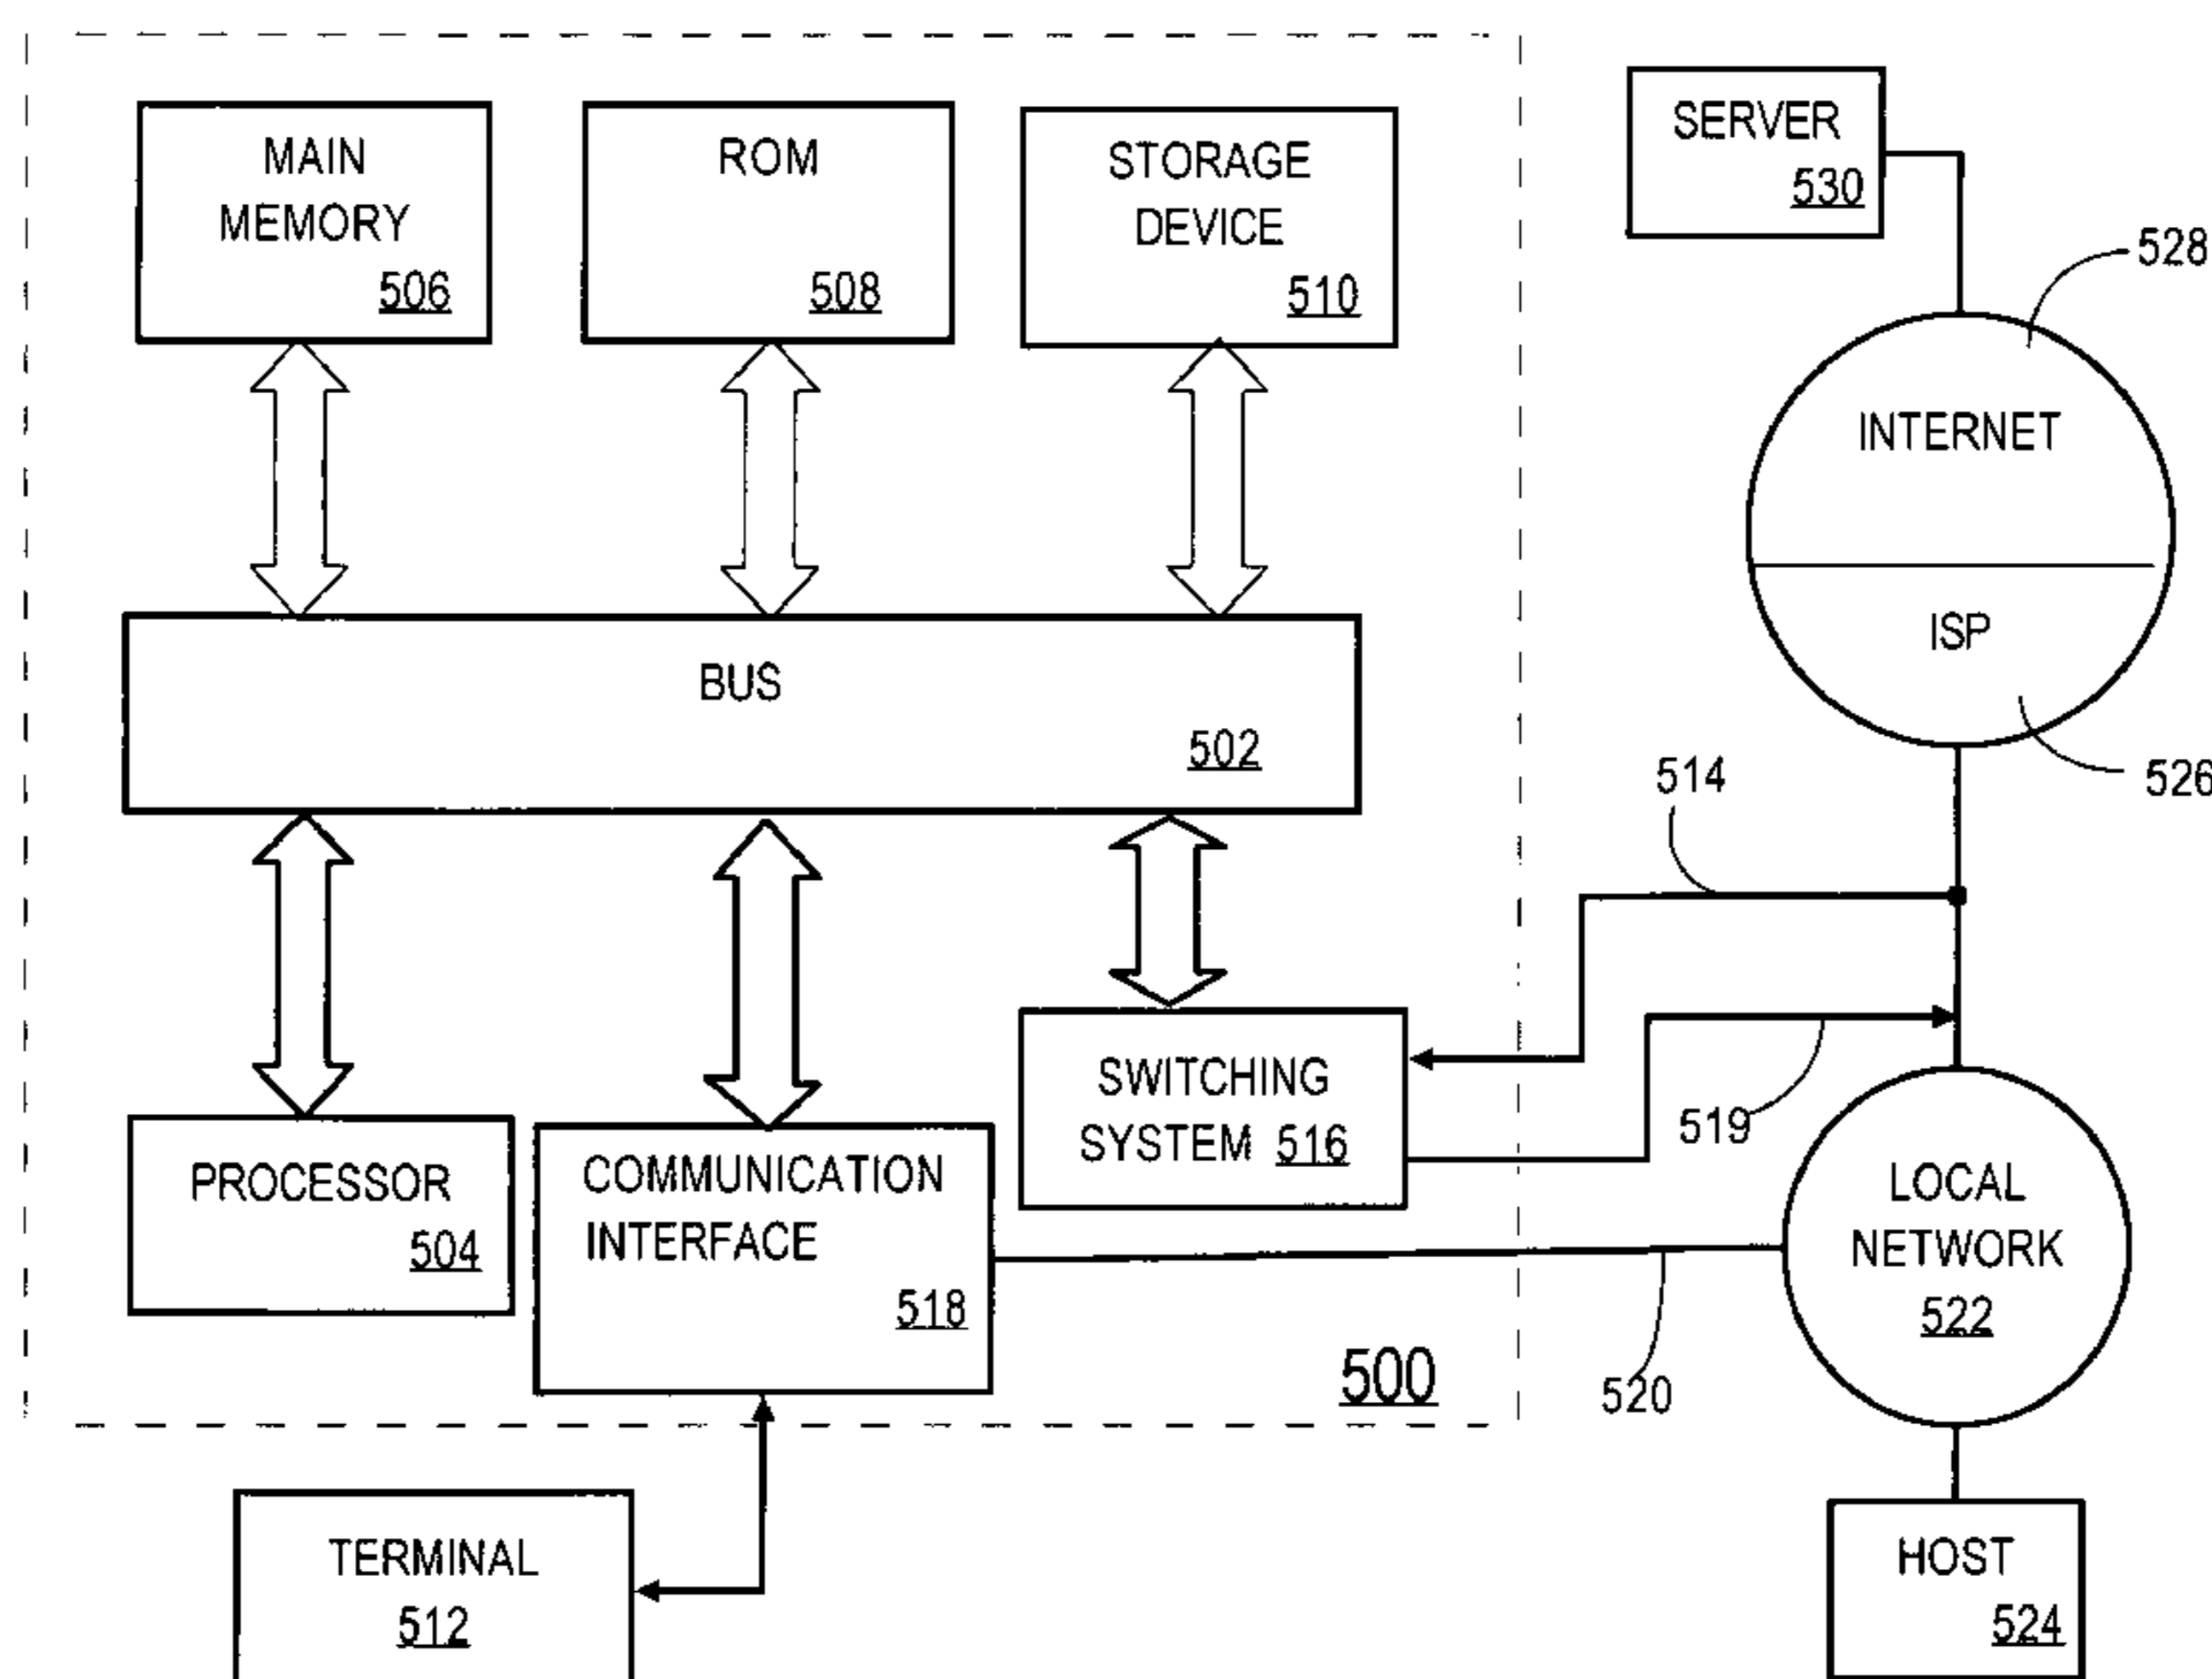 MAIN
MEMORY
506
ROM
508
STORAGE
DEVICE
510
SERVER
530
528
INTERNET
ISP
526
BUS
502
514
SWITCHING
SYSTEM 516
519
PROCESSOR
504
COMMUNICATION
INTERFACE
518
LOCAL
NETWORK
522
500
520
TERMINAL
512
HOST
524